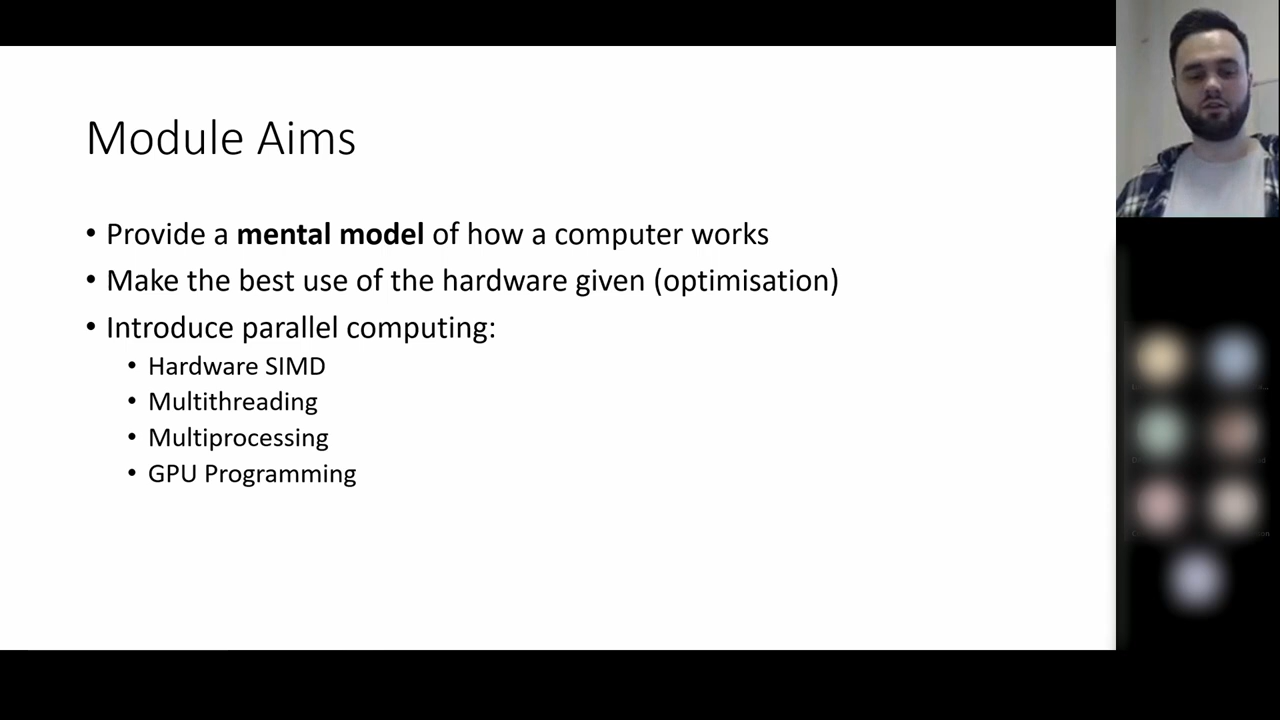 Module Aims
• Provide a mental model of how a computer works
• Make the best use of the hardware given (optimisation)
• Introduce parallel computing:
• Hardware SIMD
• Multithreading
• Multiprocessing
• GPU Programming